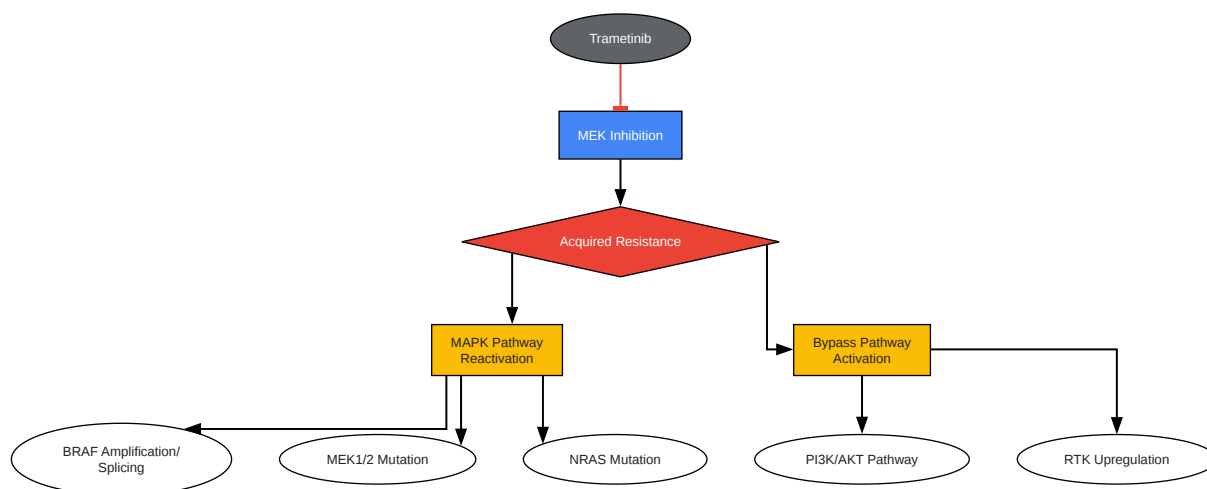 Trametinib
MEK Inhibition
Acquired Resistance
MAPK Pathway
Reactivation
Bypass Pathway
Activation
BRAF Amplification/
Splicing
MEK1/2 Mutation
NRAS Mutation
PI3K/AKT Pathway
RTK Upregulation